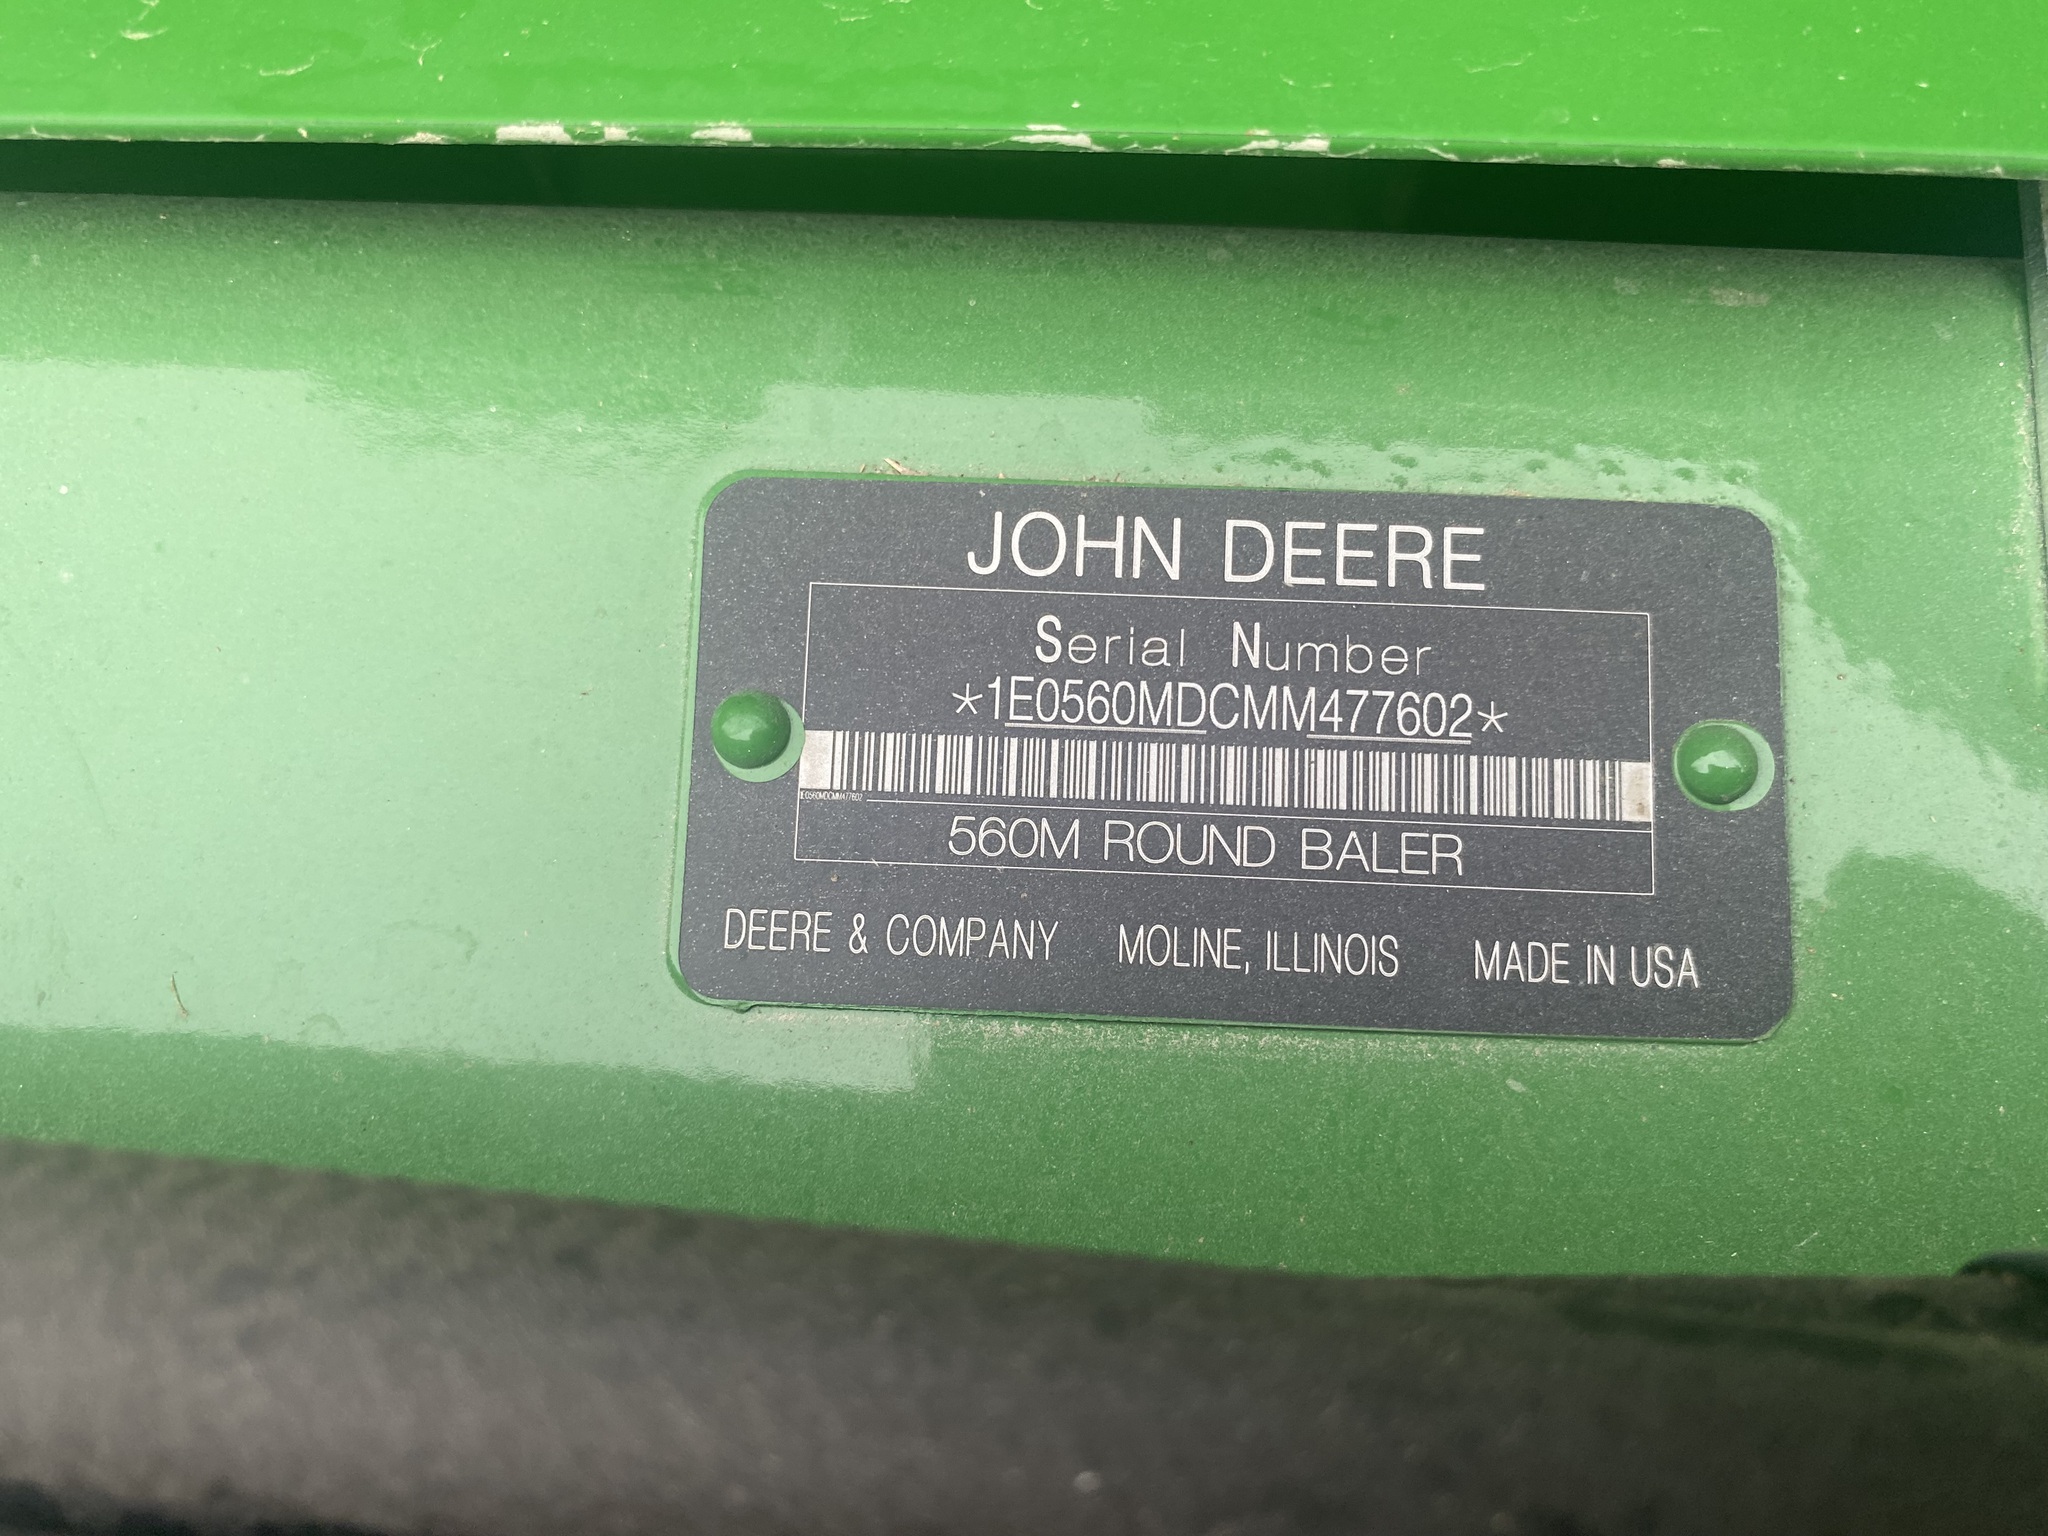 JOHN DEERE
Serial Number
*1E0560MDCMM477602*
1E0560MDCMM477602
560M ROUND BALER
DEERE & COMPANY MOLINE, ILLINOIS MADE IN USA